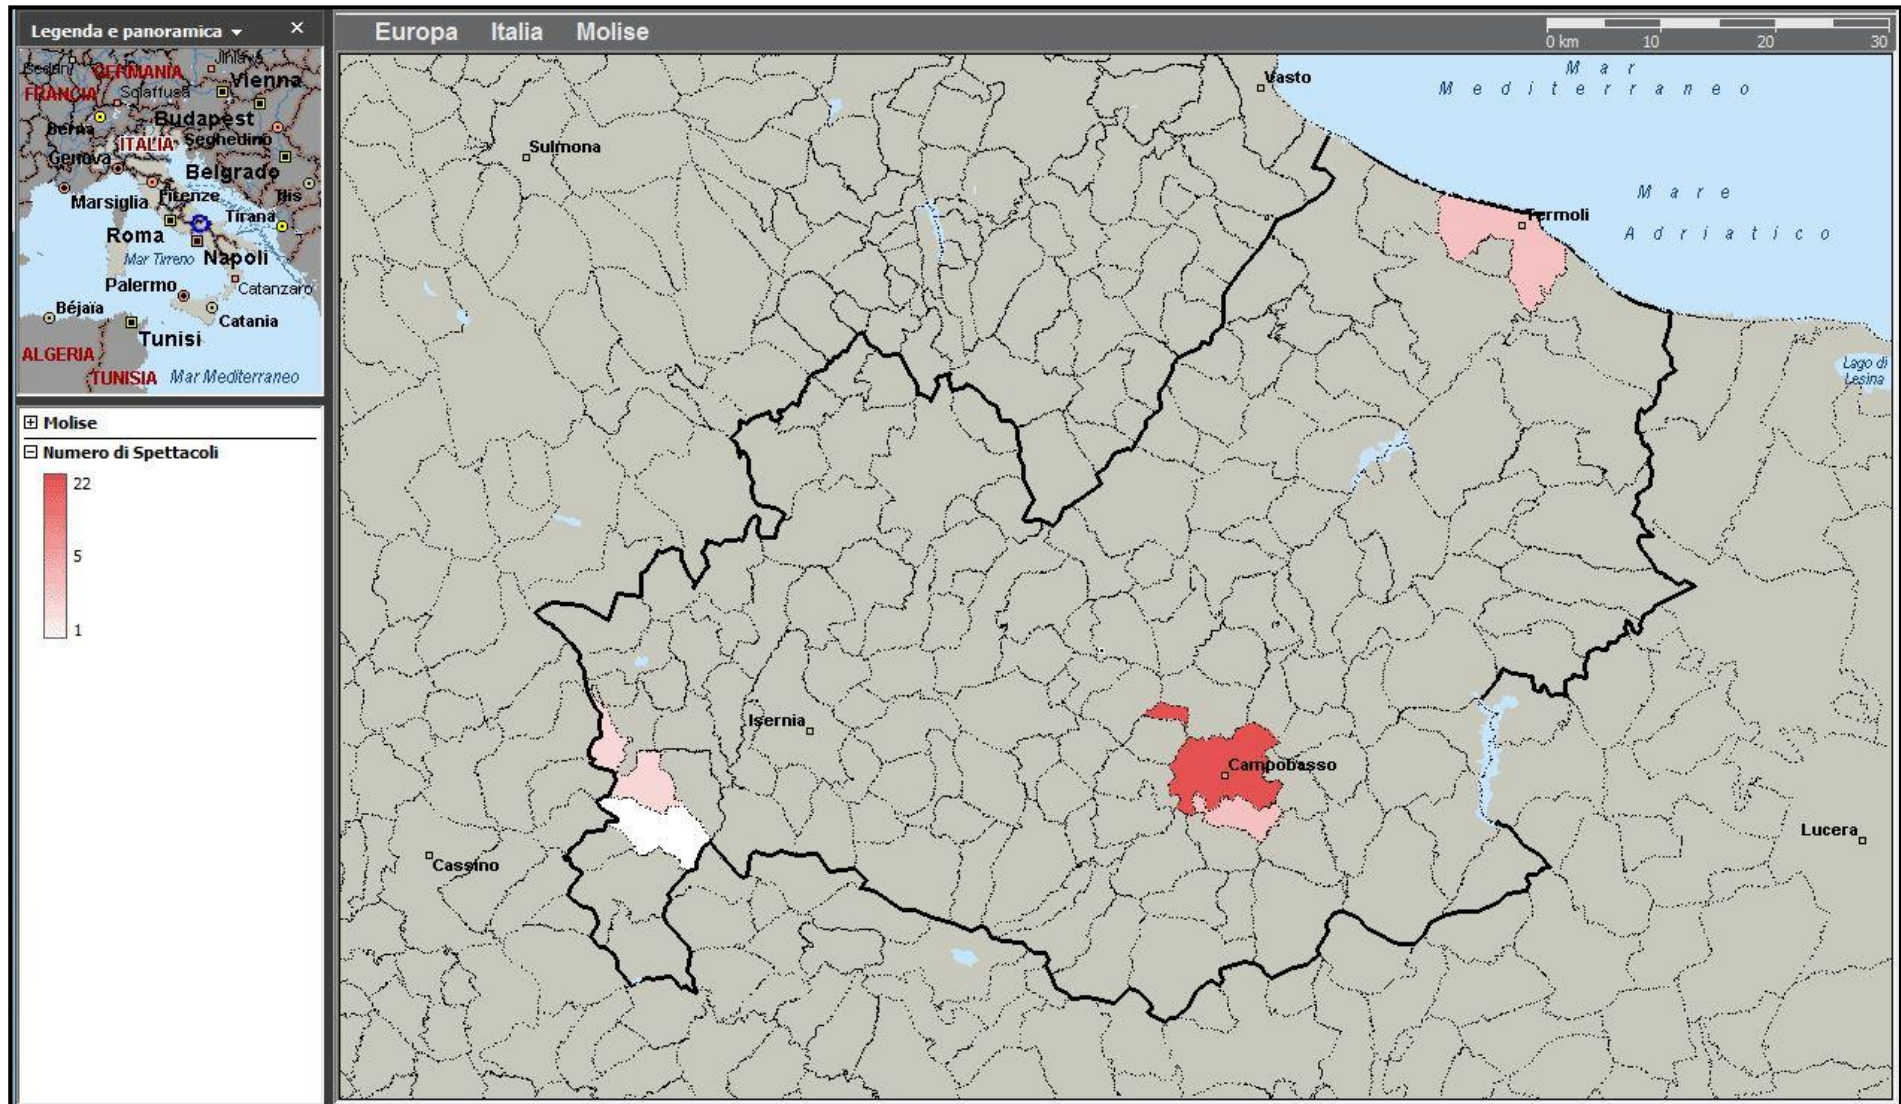 Legenda e panoramica
Jihlava
GERMANIA
Vienna
FRANCIA
Sciaffusa
Budapest
Berna
Seghedino
ITALIA
Genova
Belgrado
Marsiglia
Firenze
Nis
Tirana
Roma
Mar Tirreno
Napoli
Palermo
Catanzaro
Béjaïa
Catania
Tunisi
ALGERIA
TUNISIA
Mar Mediterraneo
Molise
Numero di Spettacoli
22
5
1
Europa Italia Molise
0 km 10 20 30
Mar
Mediterraneo
Vasto
Sulmona
Mare
Adriatico
Termoli
Lago di
Lesina
Isernia
Campobasso
Cassino
Lucera